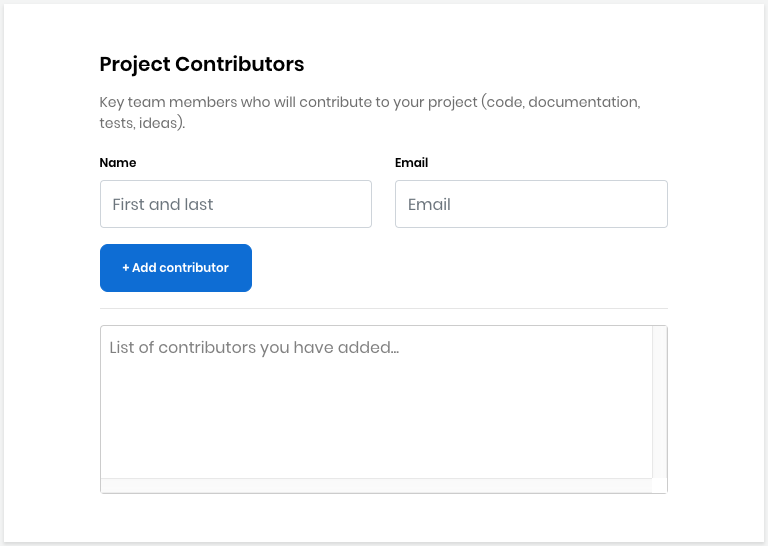 Project Contributors
Key team members who will contribute to your project (code, documentation,
tests, ideas).
Name
Email
First and last
Email
+ Add contributor
List of contributors you have added...